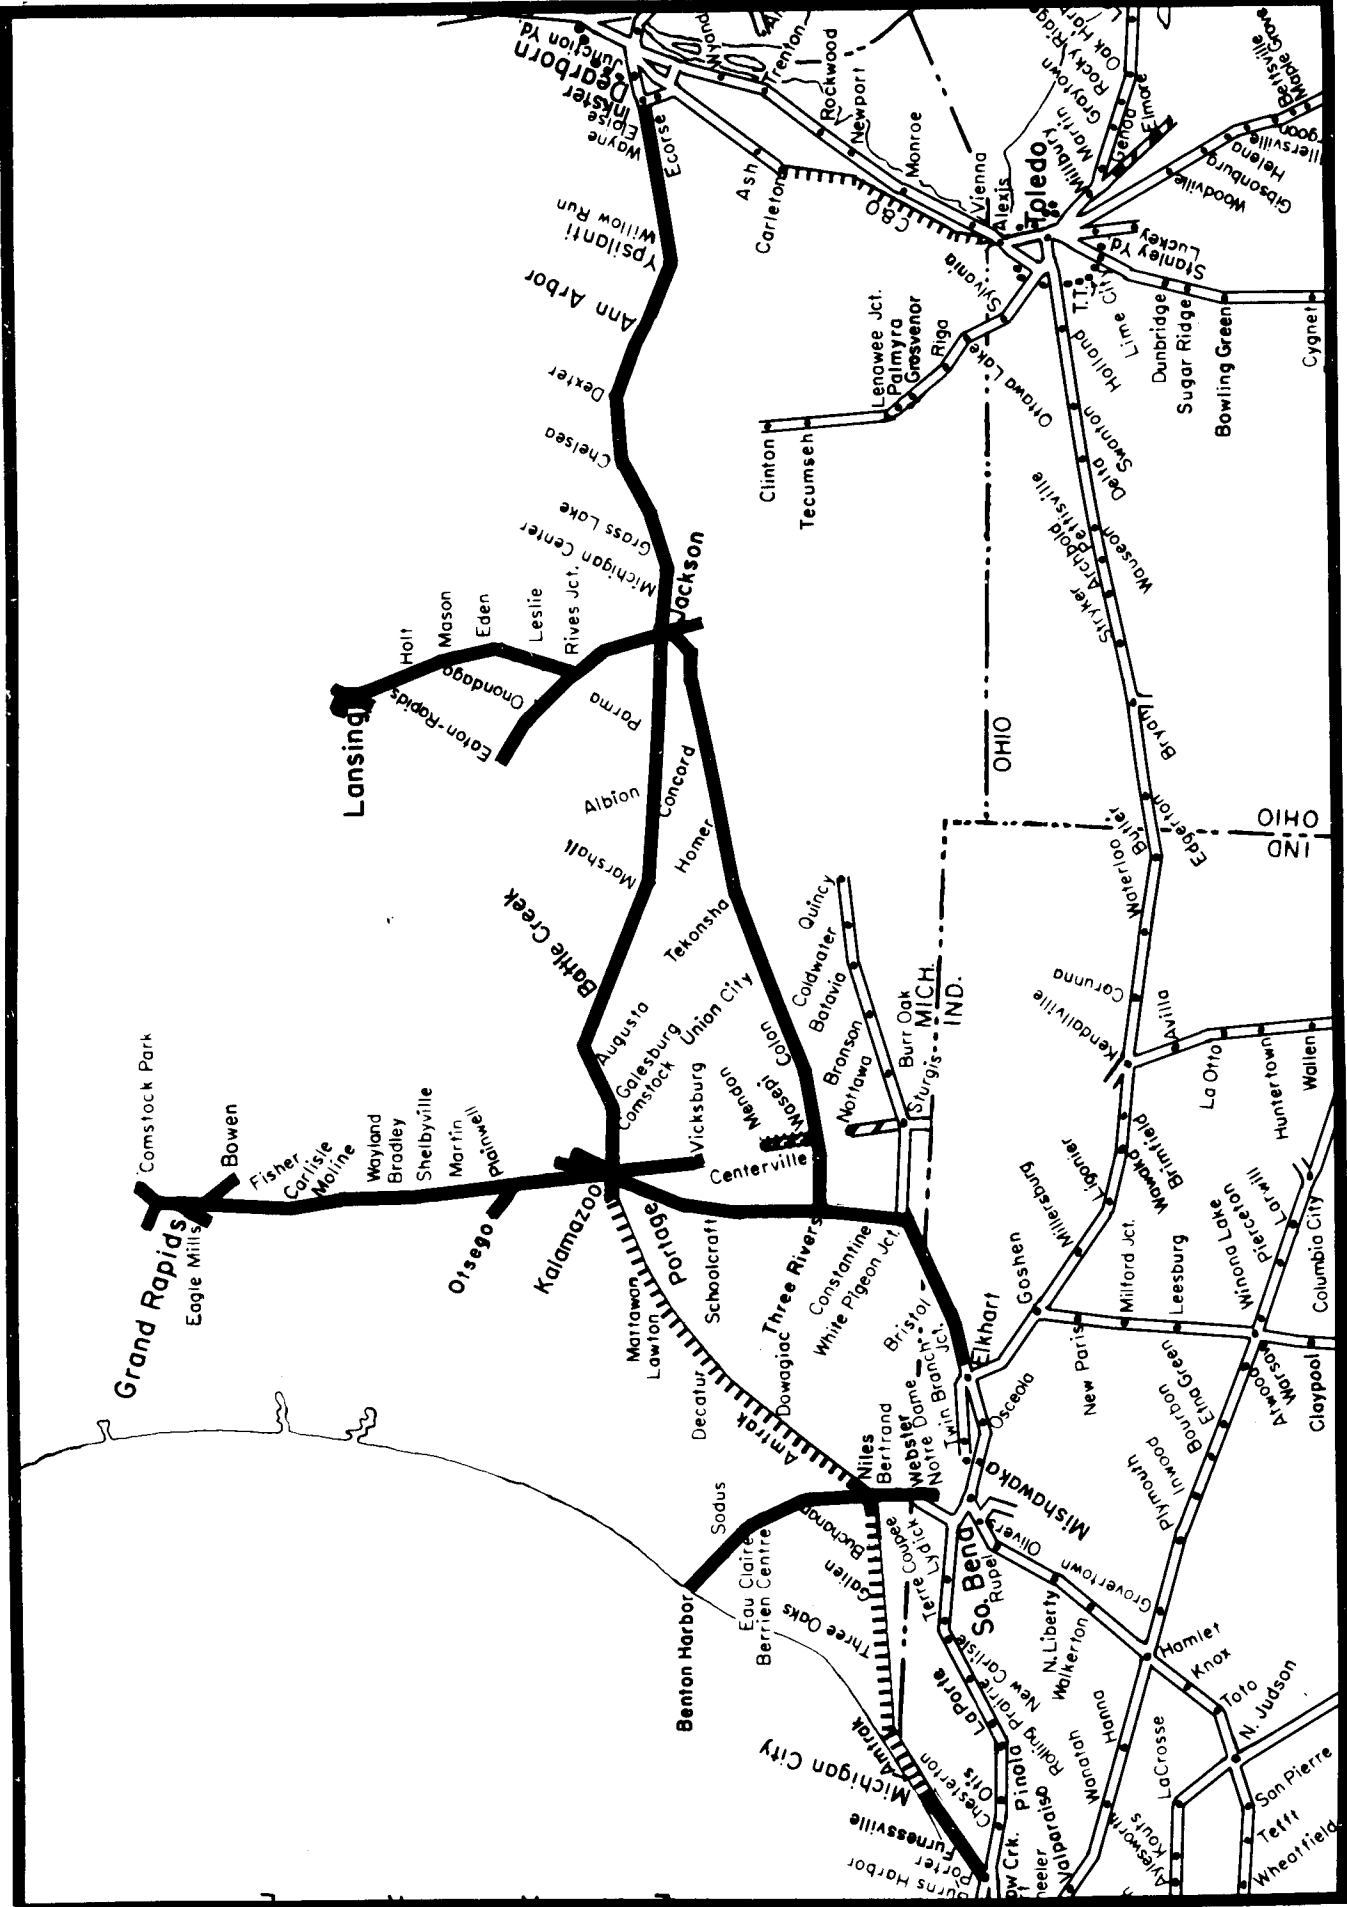 Dearborn
Junction Yd.
Inkster
Eloise
Wayne
Ecorse
Trenton
Rockwood
Newport
Monroe
Vienna
Alexis
Toledo
Ash
Carleton
C&O
Willow Run
Ypsilanti
Ann Arbor
Dexter
Chelsea
Grass Lake
Michigan Center
Jackson
Rives Jct.
Leslie
Eden
Mason
Holt
Lansing
Onondaga
Eaton-Rapids
Parma
Albion
Marshall
Battle Creek
Concord
Homer
Tekonsha
Union City
Colon
Wasepi
Mendon
Centerville
Augusta
Galesburg
Comstock
Vicksburg
Kalamazoo
Portage
Schoolcraft
Three Rivers
Constantine
White Pigeon Jct.
Comstock Park
Bowen
Grand Rapids
Eagle Mills
Fisher
Carlisle
Moline
Wayland
Bradley
Shelbyville
Martin
Plainwell
Otsego
Mattawan
Lawton
Decatur
Dowagiac
Amtrak
Niles
Bertrand
Webster
Notre Dame
Twin Branch
Jct.
Bristol
Elkhart
Osceola
Mishawaka
So. Bend
Olivers
Rupel
Lydick
Terre Coupee
Buchanan
Galien
Three Oaks
Sodus
Eau Claire
Berrien Centre
Benton Harbor
Amtrak
Michigan City
Furnessville
Porter
Burns Harbor
Chesterton
Otis
Pinola
LaPorte
Rolling Prairie
New Carlisle
N. Liberty
Walkerton
Grovertown
Hamlet
Knox
Toto
N. Judson
San Pierre
Tefft
Wheatfield
LaCrosse
Kouts
Aylesworth
Hanna
Wanatah
Valparaiso
Plymouth
Inwood
Bourbon
Etna Green
Atwood
Warsaw
Claypool
Winona Lake
Pierceton
Larwill
Columbia City
Leesburg
Milford Jct.
New Paris
Goshen
Millersburg
Ligonier
Wawaka
Brimfield
Kendallville
Avilla
La Otto
Huntertown
Wallen
Corunna
Waterloo
Butler
Edgerton
Bryan
Stryker
Archbold
Pettisville
Wauseon
Delta
Swanton
Holland
Quincy
Coldwater
Batavia
Bronson
Burr Oak
Nottawa
Sturgis
MICH.
IND.
OHIO
OHIO
IND
Clinton
Tecumseh
Lenawee Jct.
Palmyra
Grosvenor
Riga
Ottawa Lake
Sylvania
T.T.
Lime City
Dunbridge
Sugar Ridge
Bowling Green
Cygnet
Stanley Yd.
Luckey
Woodville
Gibsonburg
Helena
Bettsville
Maple Grove
Millbury
Martin
Graytown
Rocky Ridge
Oak Har
Genoa
Elmore